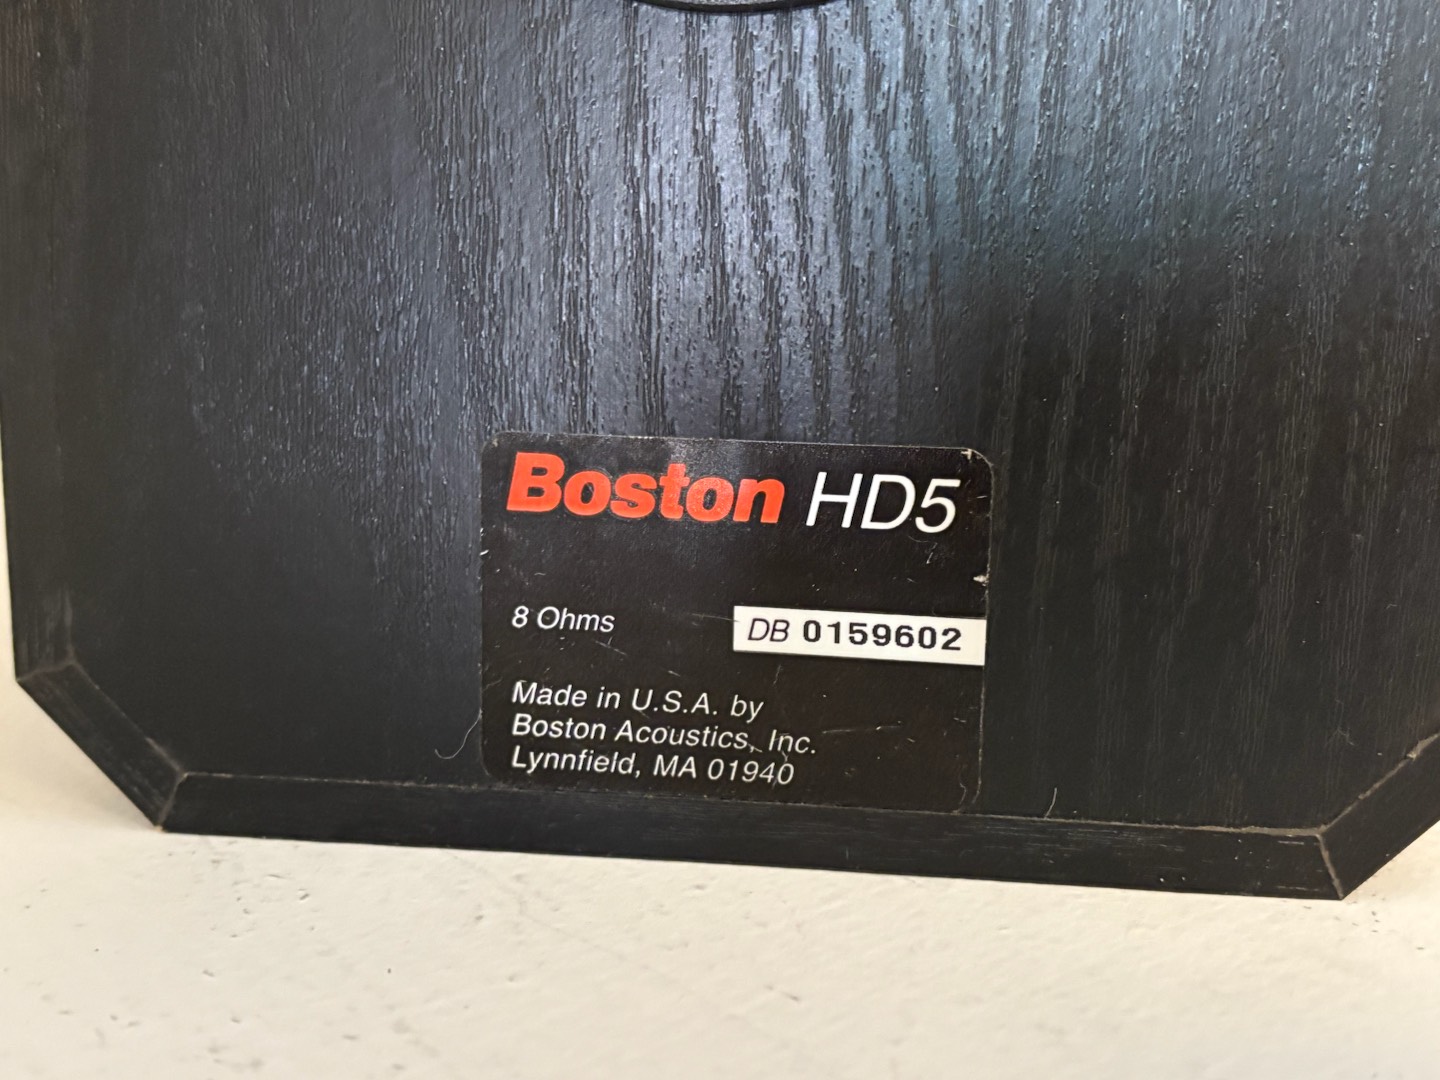 Boston HD5
8 Ohms DB 0159602
Made in U.S.A. by
Boston Acoustics, Inc.
Lynnfield, MA 01940